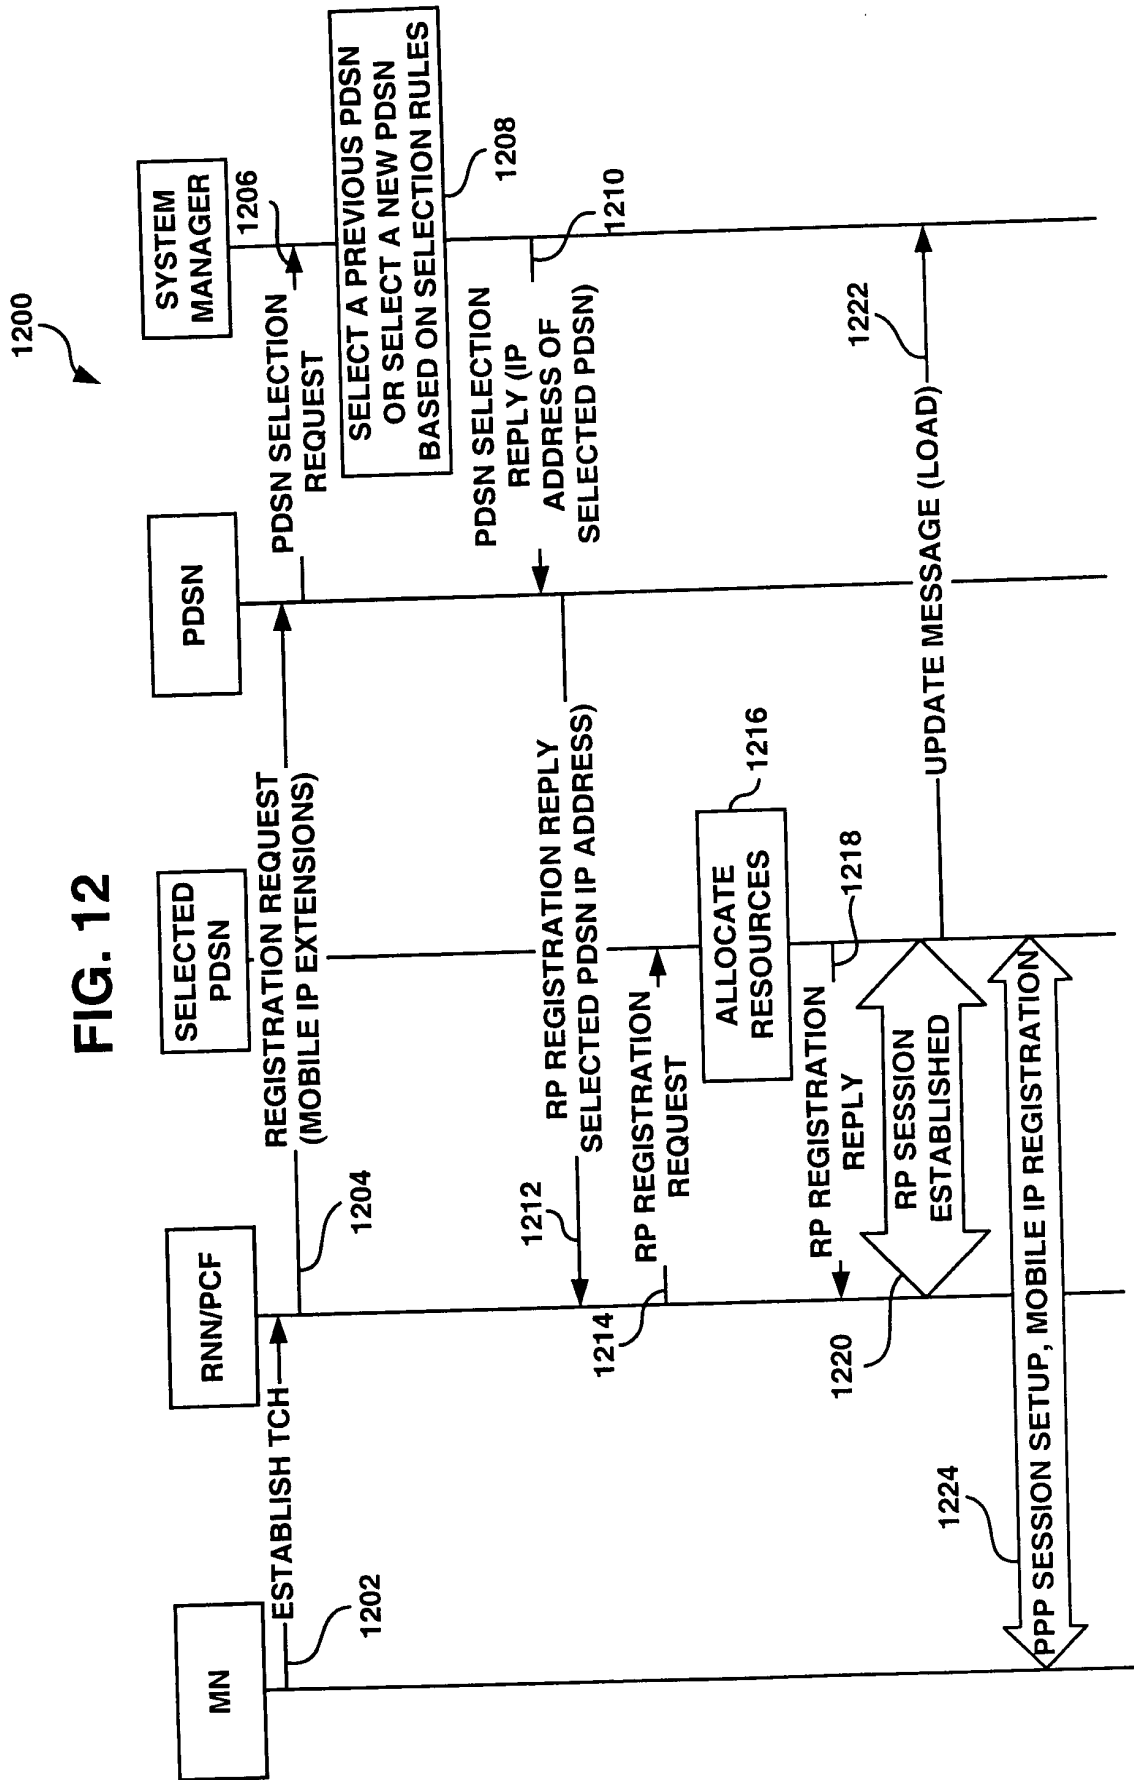 FIG. 12
1200
MN
RNN/PCF
SELECTED
PDSN
PDSN
SYSTEM
MANAGER
ESTABLISH TCH
1202
REGISTRATION REQUEST
(MOBILE IP EXTENSIONS)
1204
PDSN SELECTION
REQUEST
1206
SELECT A PREVIOUS PDSN
OR SELECT A NEW PDSN
BASED ON SELECTION RULES
1208
PDSN SELECTION
REPLY (IP
ADDRESS OF
SELECTED PDSN)
1210
RP REGISTRATION REPLY
SELECTED PDSN IP ADDRESS)
1212
RP REGISTRATION
REQUEST
1214
ALLOCATE
RESOURCES
1216
RP REGISTRATION
REPLY
1218
RP SESSION
ESTABLISHED
1220
UPDATE MESSAGE (LOAD)
1222
PPP SESSION SETUP, MOBILE IP REGISTRATION
1224